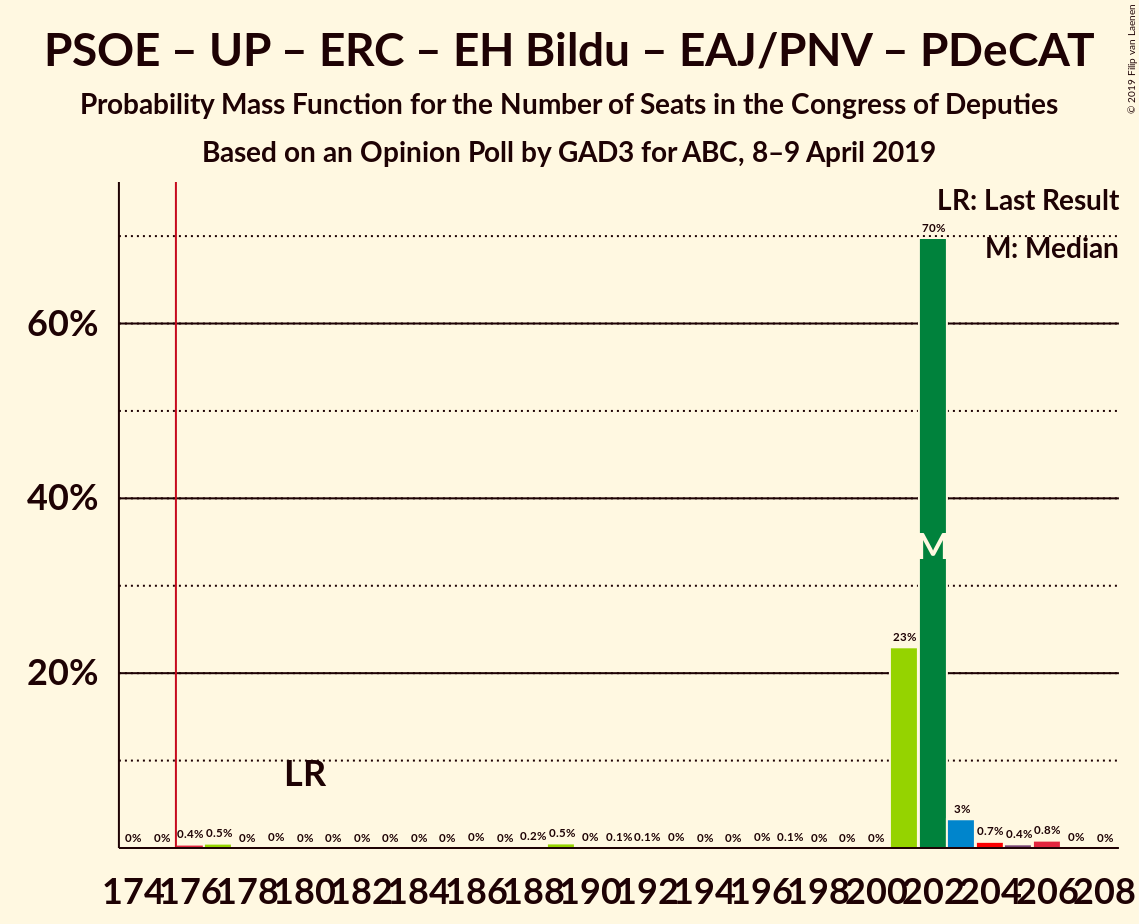 PSOE – UP – ERC – EH Bildu – EAJ/PNV – PDeCAT
Probability Mass Function for the Number of Seats in the Congress of Deputies
Based on an Opinion Poll by GAD3 for ABC, 8–9 April 2019
© 2019 Filip van Laenen
LR: Last Result
M: Median
60%
40%
20%
LR
M
0% 0% 0.4% 0.5% 0% 0% 0% 0% 0% 0% 0% 0% 0% 0% 0.2% 0.5% 0% 0.1% 0.1% 0% 0% 0% 0% 0.1% 0% 0% 0% 23% 70% 3% 0.7% 0.4% 0.8% 0% 0%
174 176 178 180 182 184 186 188 190 192 194 196 198 200 202 204 206 208